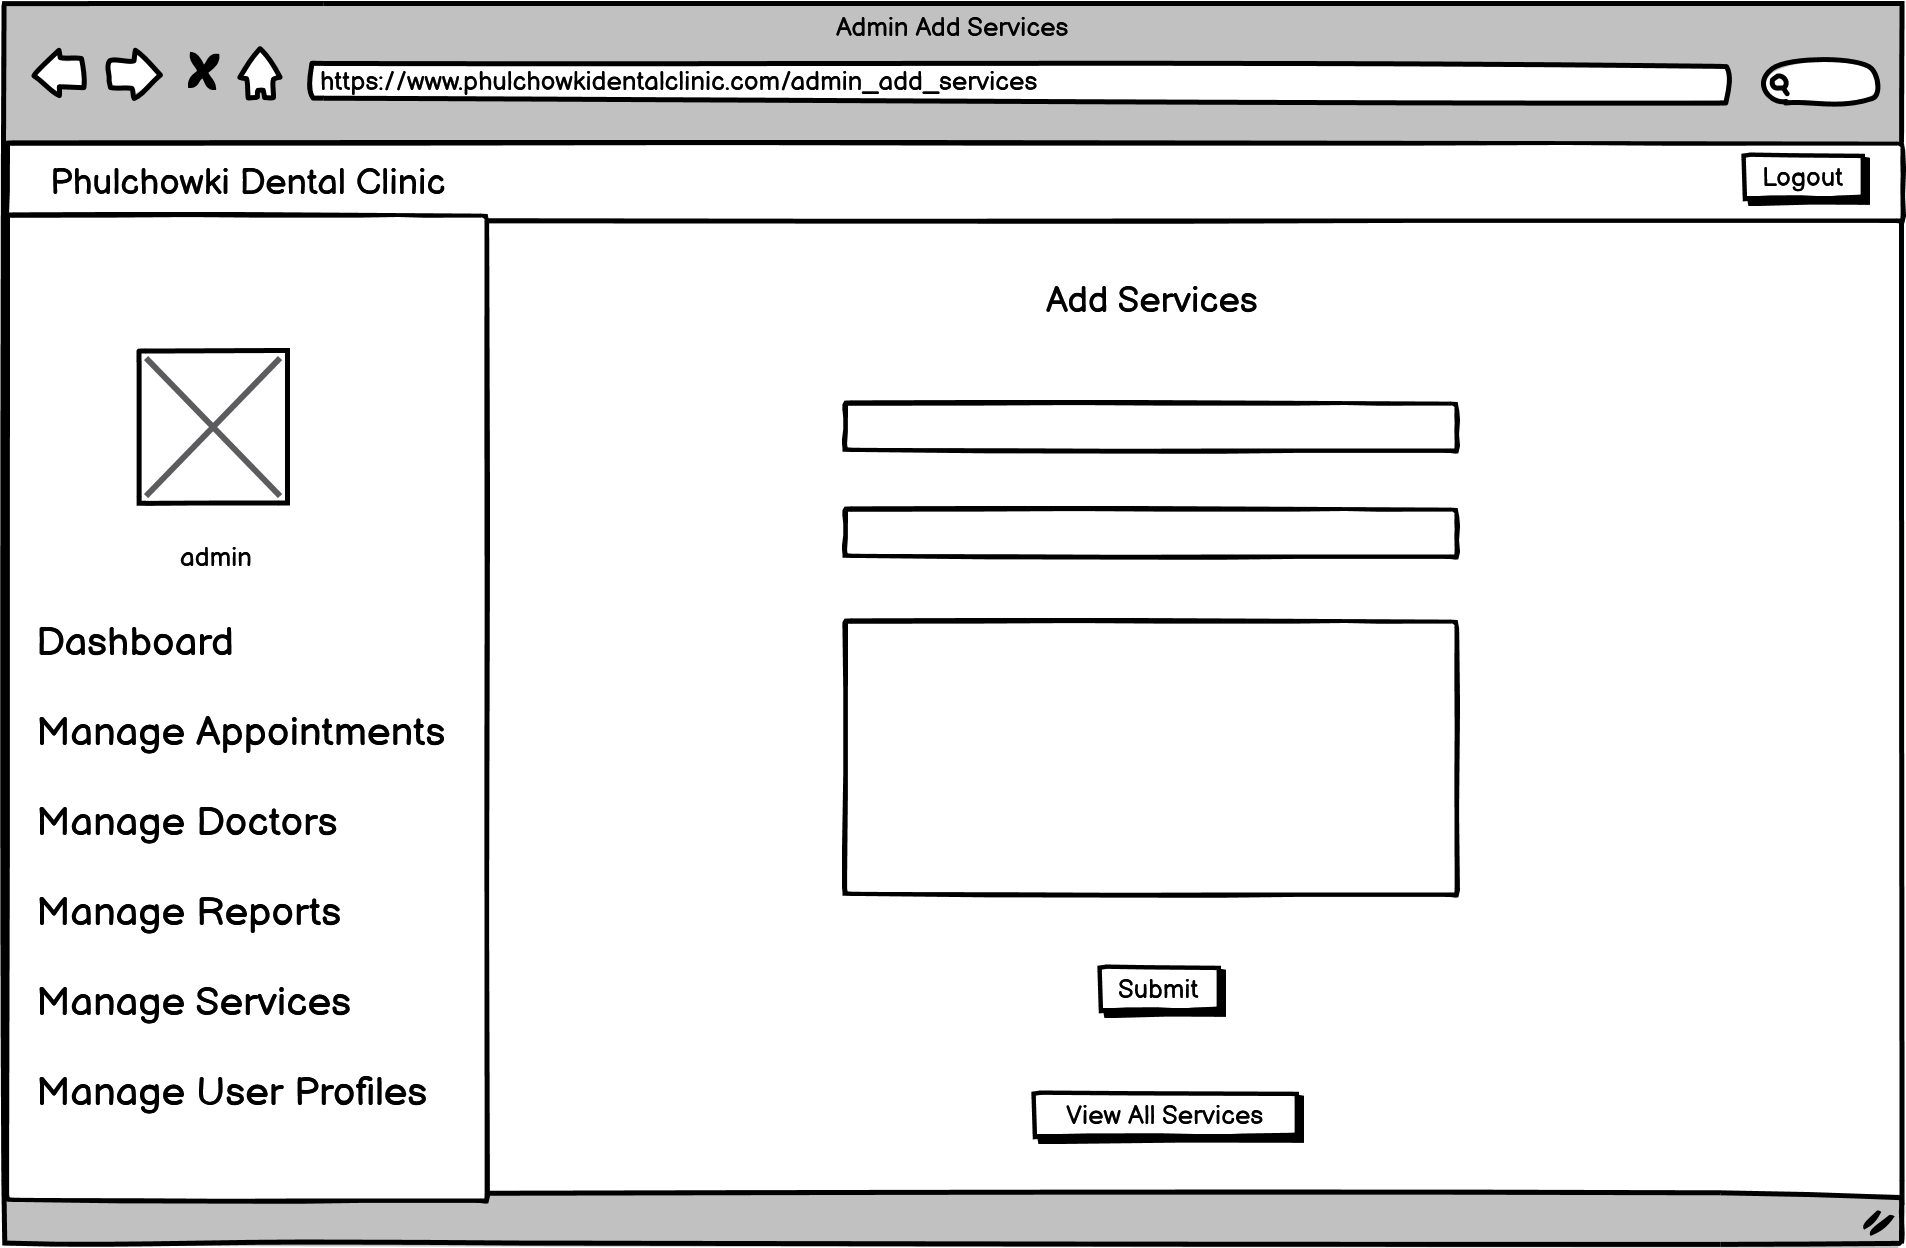 Admin Add Services
https://www.phulchowkidentalclinic.com/admin_add_services
Phulchowki Dental Clinic
Logout
Add Services
admin
Dashboard
Manage Appointments
Manage Doctors
Manage Reports
Manage Services
Manage User Profiles
Submit
View All Services